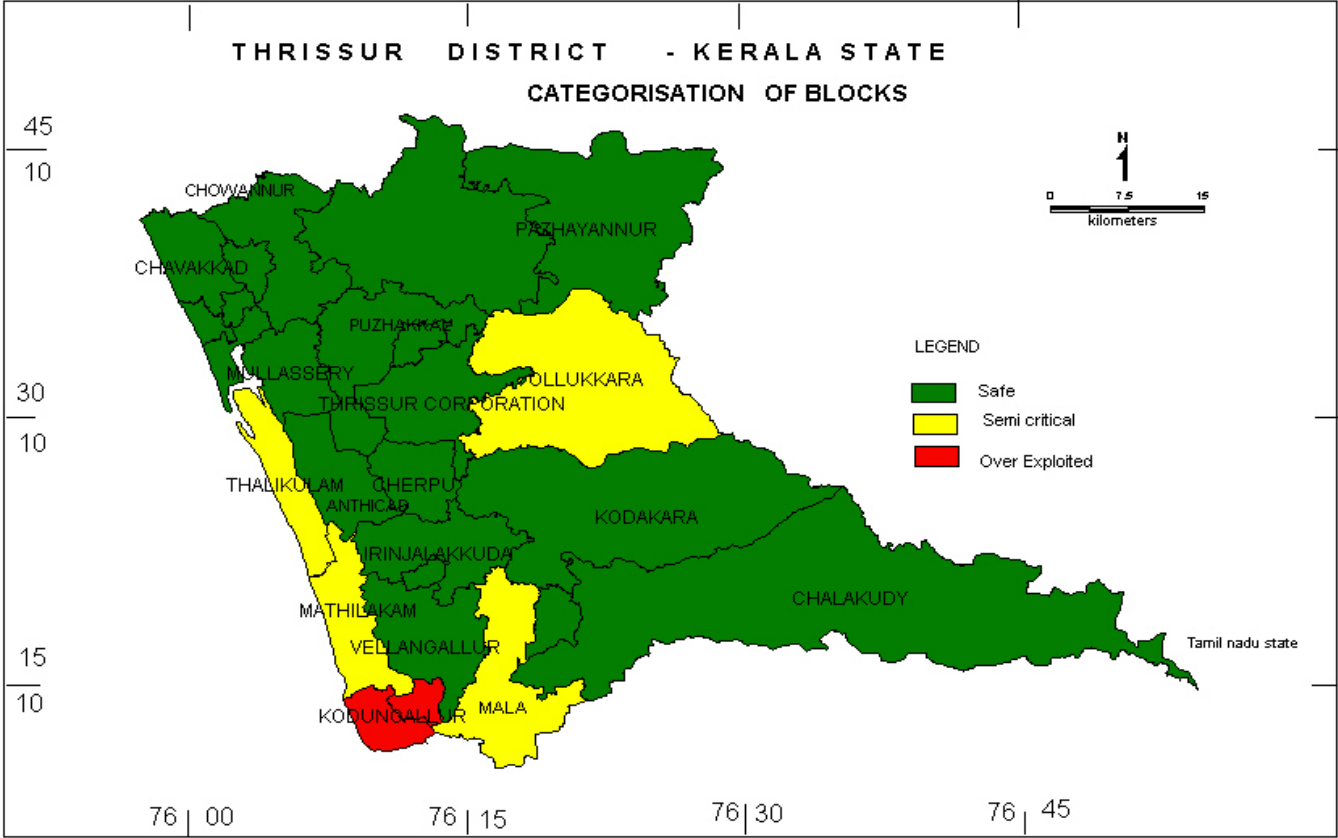 THRISSUR DISTRICT - KERALA STATE
CATEGORISATION OF BLOCKS
45
10
N
0 7.5 15
kilometers
CHOWANNUR
PAZHAYANNUR
CHAVAKKAD
PUZHAKKAL
LEGEND
Safe
Semi critical
Over Exploited
MULLASSERY
OLLUKKARA
30
10
THRISSUR CORPORATION
THALIKULAM
CHERPU
ANTHICAD
KODAKARA
IRINJALAKKUDA
CHALAKUDY
MATHILAKAM
VELLANGALLUR
Tamil nadu state
15
10
KODUNGALLUR
MALA
76 00
76 15
76 30
76 45